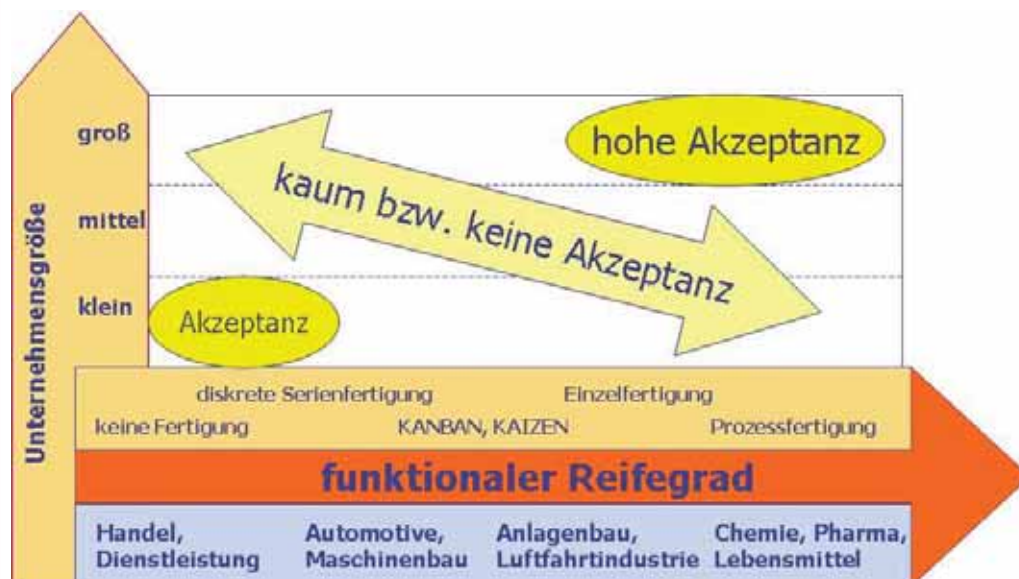 Unternehmensgröße
groß
mittel
klein
hohe Akzeptanz
kaum bzw. keine Akzeptanz
Akzeptanz
diskrete Serienfertigung Einzelfertigung
keine Fertigung KANBAN, KAIZEN Prozessfertigung
funktionaler Reifegrad
Handel, Automotive, Anlagenbau, Chemie, Pharma,
Dienstleistung Maschinenbau Luftfahrtindustrie Lebensmittel